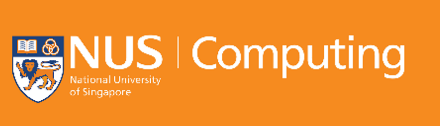 NUS | Computing
National University
of Singapore